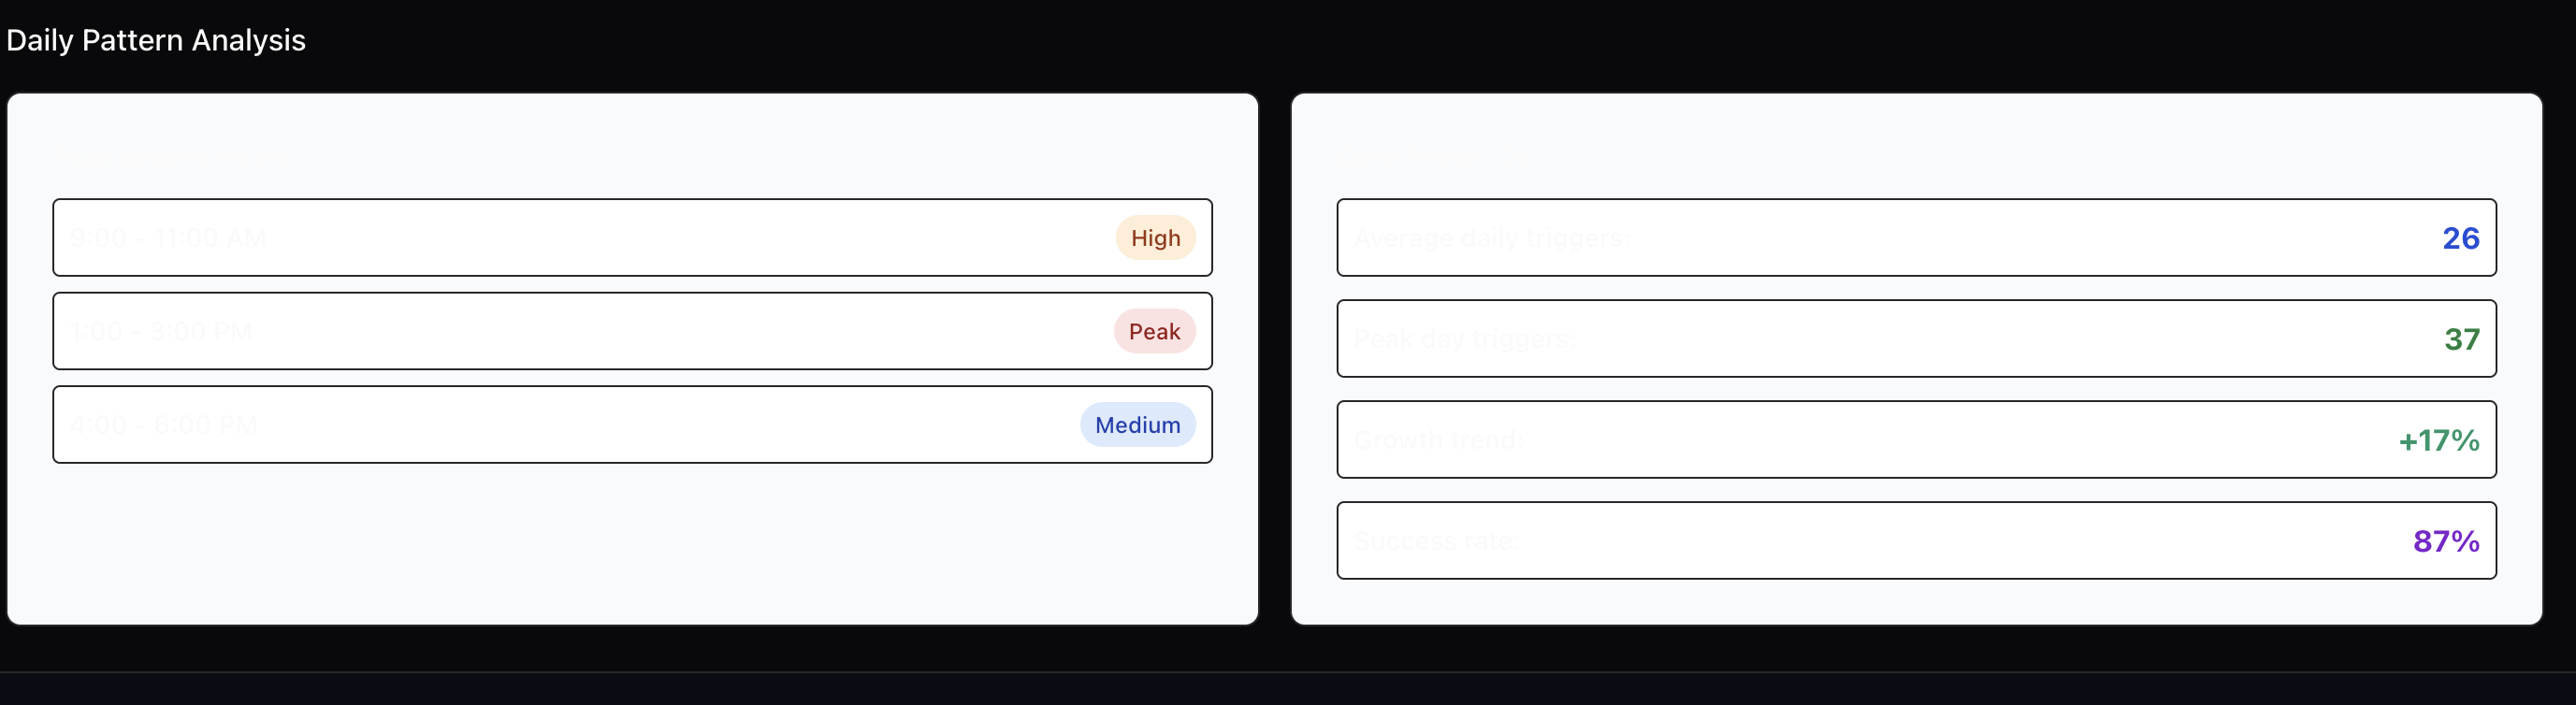 Daily Pattern Analysis
9:00 - 11:00 AM High
1:00 - 3:00 PM Peak
4:00 - 6:00 PM Medium
Average daily triggers: 26
Peak day triggers: 37
Growth trend: +17%
Success rate: 87%